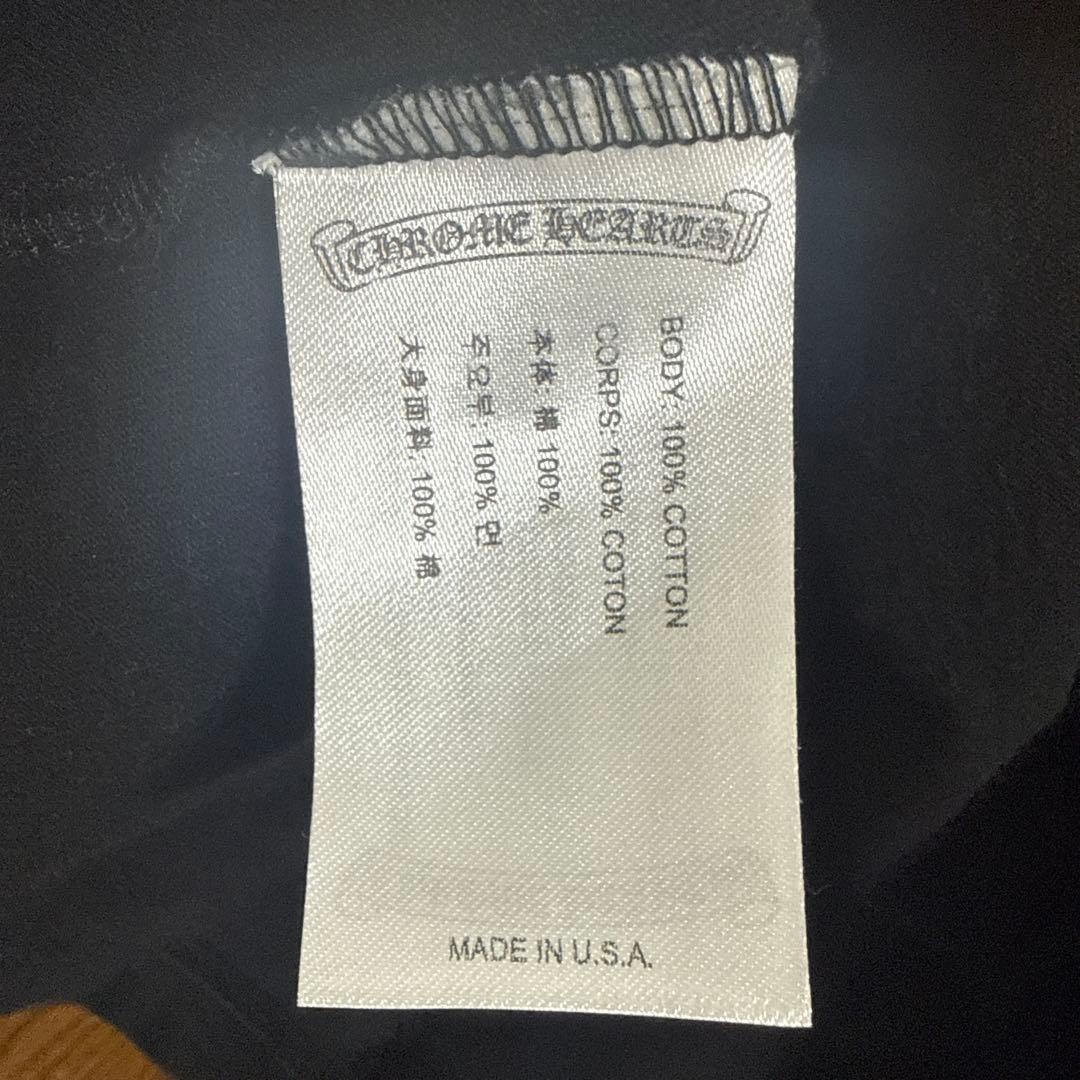 CHROME HEARTS
BODY: 100% COTTON
CORPS: 100% COTON
本体 綿 100%
주요부: 100% 면
大身面料: 100% 棉
MADE IN U.S.A.